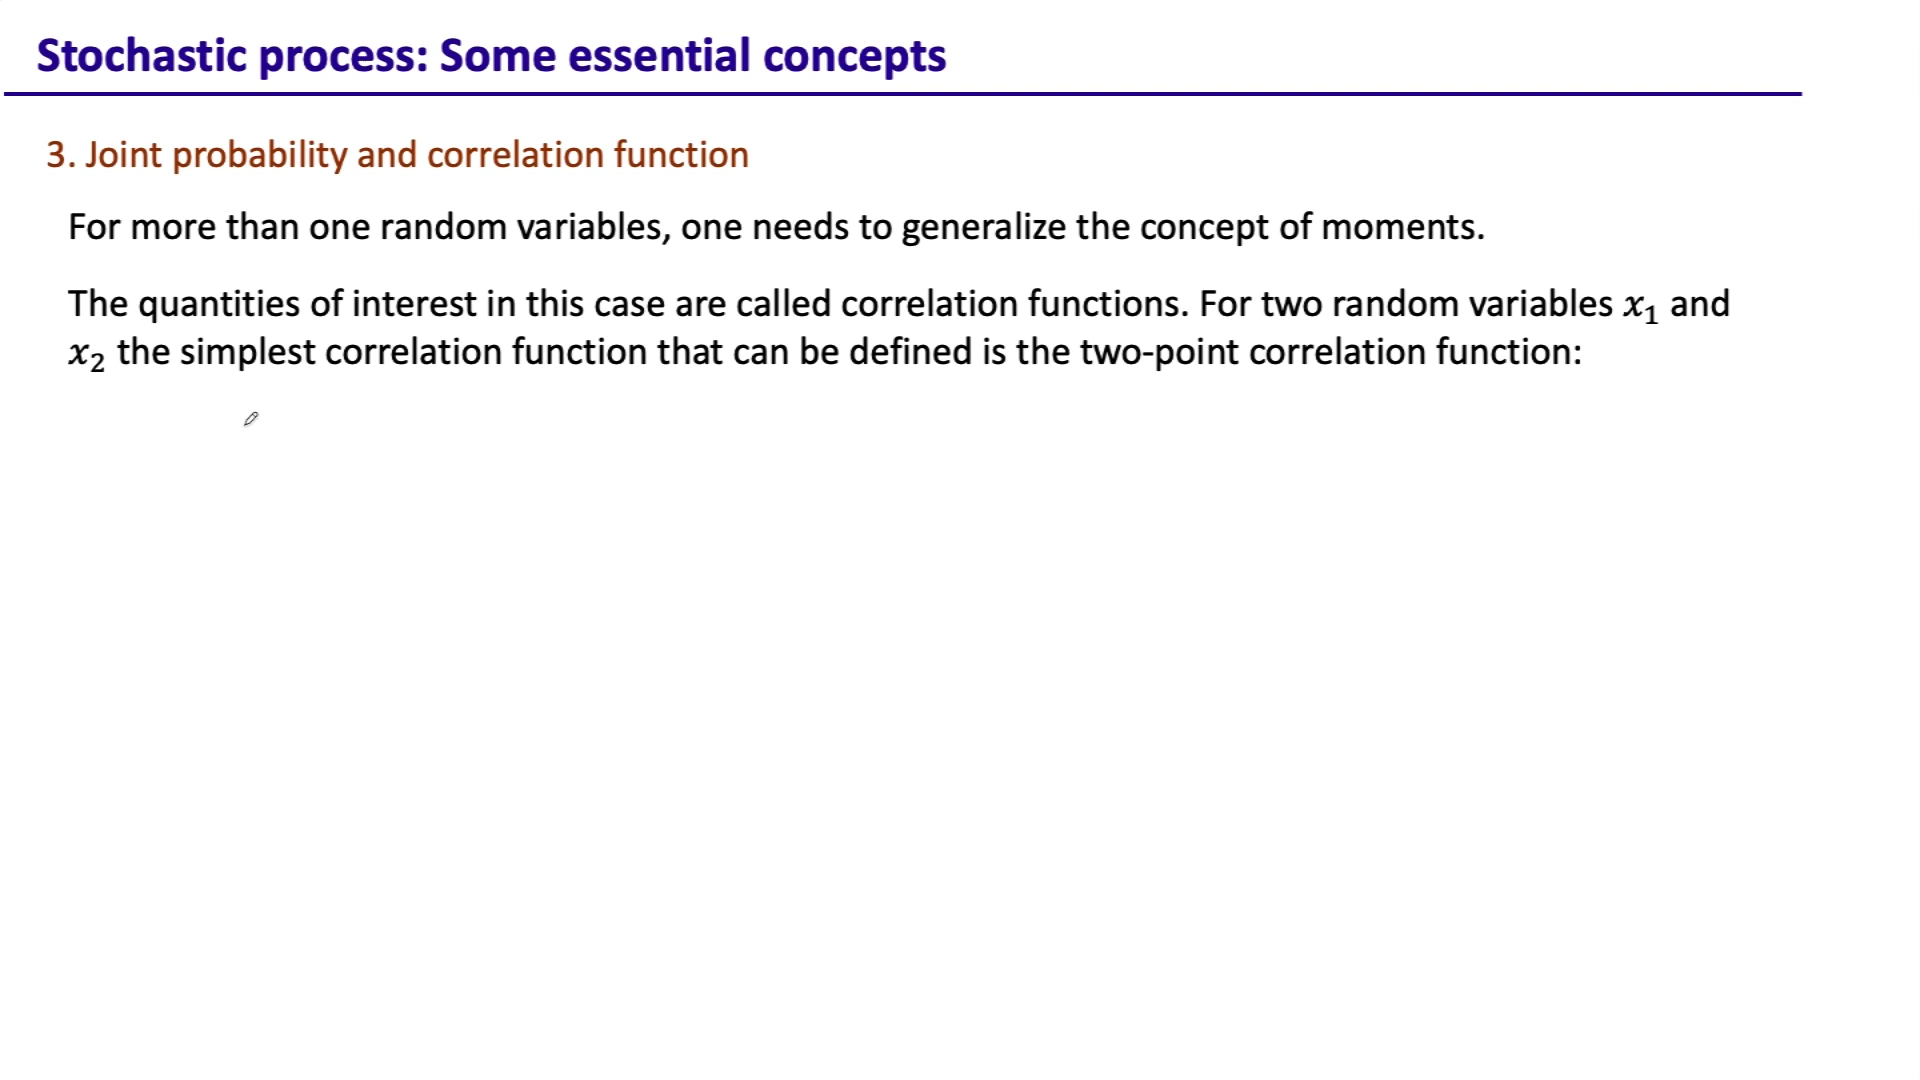 Stochastic process: Some essential concepts
3. Joint probability and correlation function
For more than one random variables, one needs to generalize the concept of moments.
The quantities of interest in this case are called correlation functions. For two random variables x₁ and
x₂ the simplest correlation function that can be defined is the two-point correlation function: